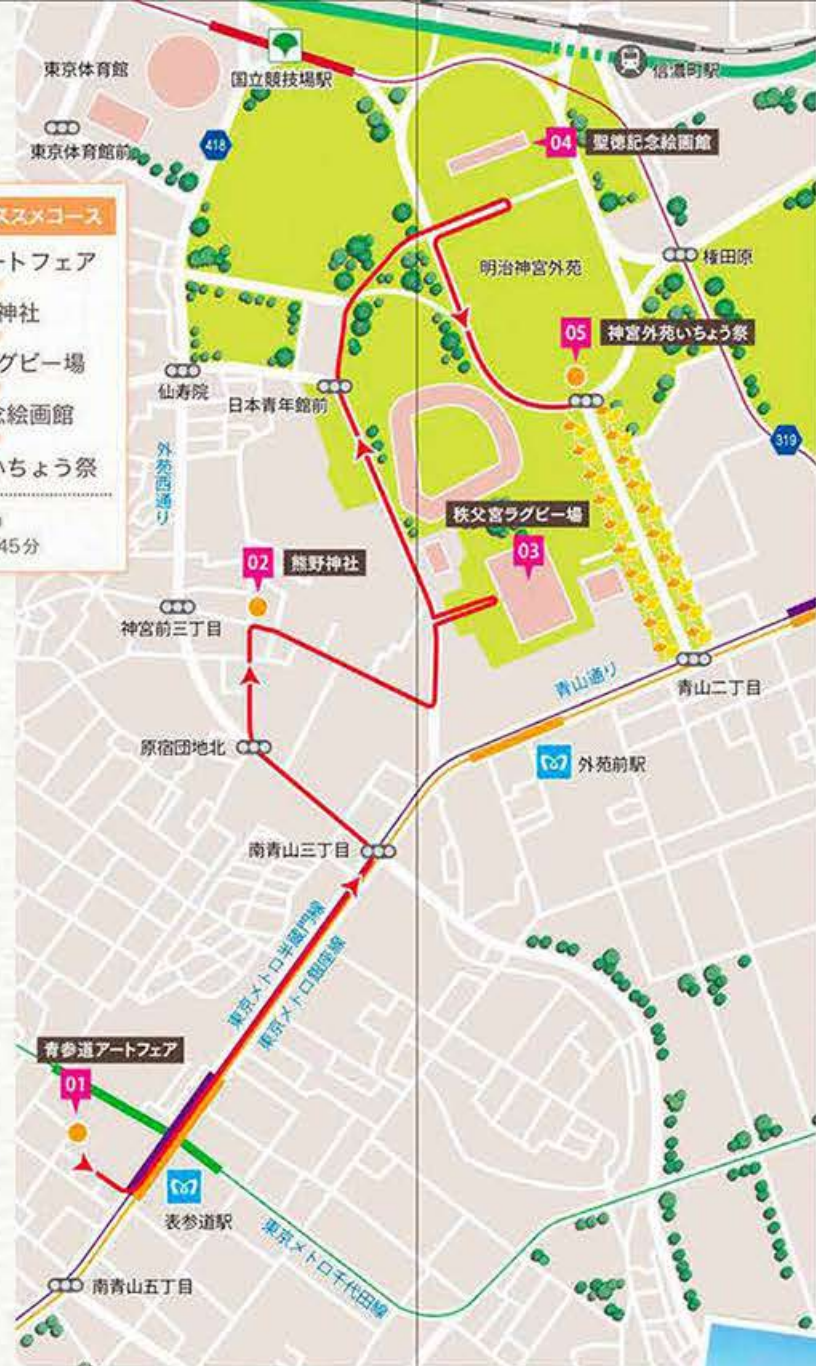 東京体育館
国立競技場駅
信濃町駅
東京体育館前
418
04 聖徳記念絵画館
ススメコース
ートフェア
神社
グビー場
念絵画館
いちょう祭
45分
明治神宮外苑
権田原
05 神宮外苑いちょう祭
仙寿院
日本青年館前
319
外苑西通り
秩父宮ラグビー場
03
02 熊野神社
神宮前三丁目
青山通り
青山二丁目
原宿団地北
外苑前駅
南青山三丁目
東京メトロ半蔵門線
東京メトロ銀座線
青参道アートフェア
01
表参道駅
東京メトロ千代田線
南青山五丁目